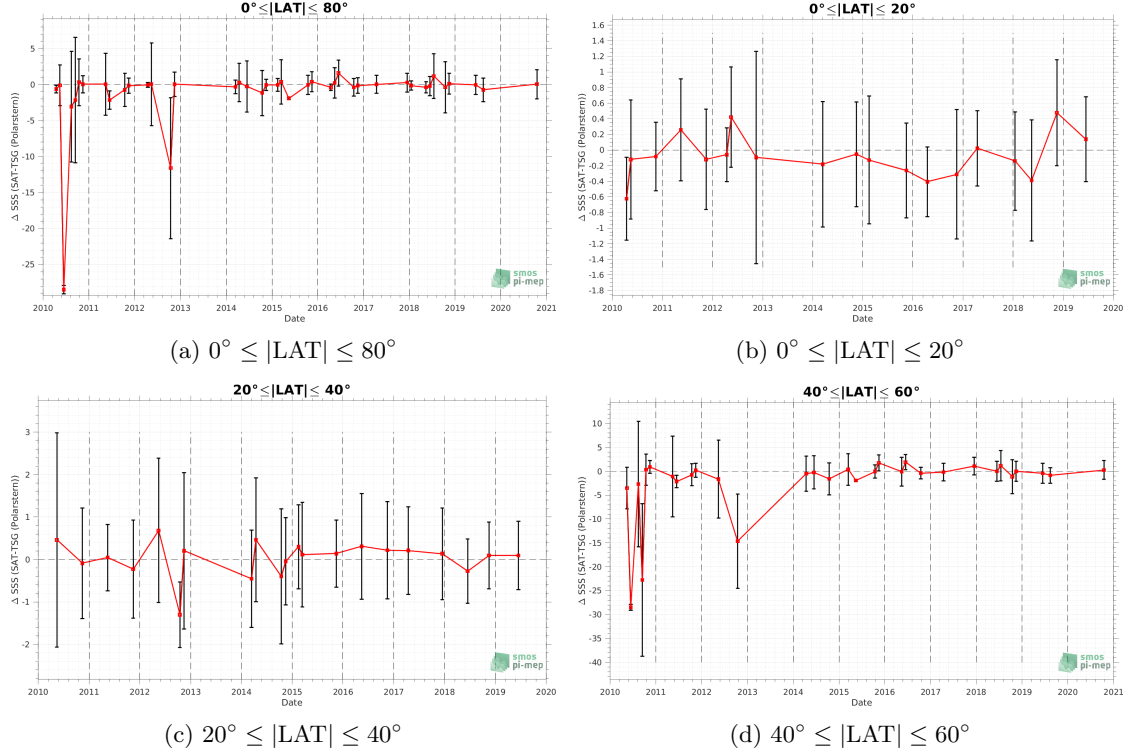 0°≤|LAT|≤ 80°
Δ SSS (SAT-TSG (Polarstern))
5
0
-5
-10
-15
-20
-25
2010 2011 2012 2013 2014 2015 2016 2017 2018 2019 2020 2021
Date
smos
pi-mep
(a) 0° ≤ |LAT| ≤ 80°
0°≤|LAT|≤ 20°
Δ SSS (SAT-TSG (Polarstern))
1.6
1.4
1.2
1
0.8
0.6
0.4
0.2
0
-0.2
-0.4
-0.6
-0.8
-1
-1.2
-1.4
-1.6
-1.8
2010 2011 2012 2013 2014 2015 2016 2017 2018 2019 2020
Date
smos
pi-mep
(b) 0° ≤ |LAT| ≤ 20°
20°≤|LAT|≤ 40°
Δ SSS (SAT-TSG (Polarstern))
3
2
1
0
-1
-2
2010 2011 2012 2013 2014 2015 2016 2017 2018 2019 2020
Date
smos
pi-mep
(c) 20° ≤ |LAT| ≤ 40°
40°≤|LAT|≤ 60°
Δ SSS (SAT-TSG (Polarstern))
10
5
0
-5
-10
-15
-20
-25
-30
-35
-40
2010 2011 2012 2013 2014 2015 2016 2017 2018 2019 2020 2021
Date
smos
pi-mep
(d) 40° ≤ |LAT| ≤ 60°